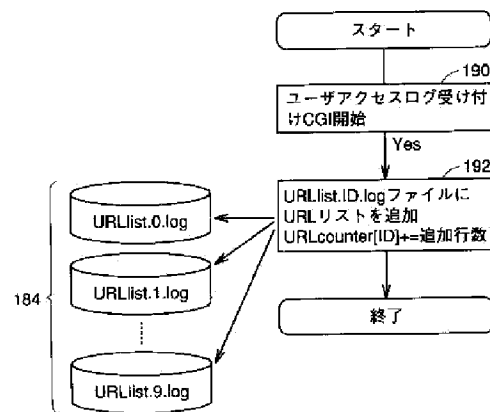 スタート
190
ユーザアクセスログ受け付
けCGI開始
Yes
192
URLlist.ID.logファイルに
URLリストを追加
URLcounter[ID]+=追加行数
URLlist.0.log
URLlist.1.log
184
URLlist.9.log
終了